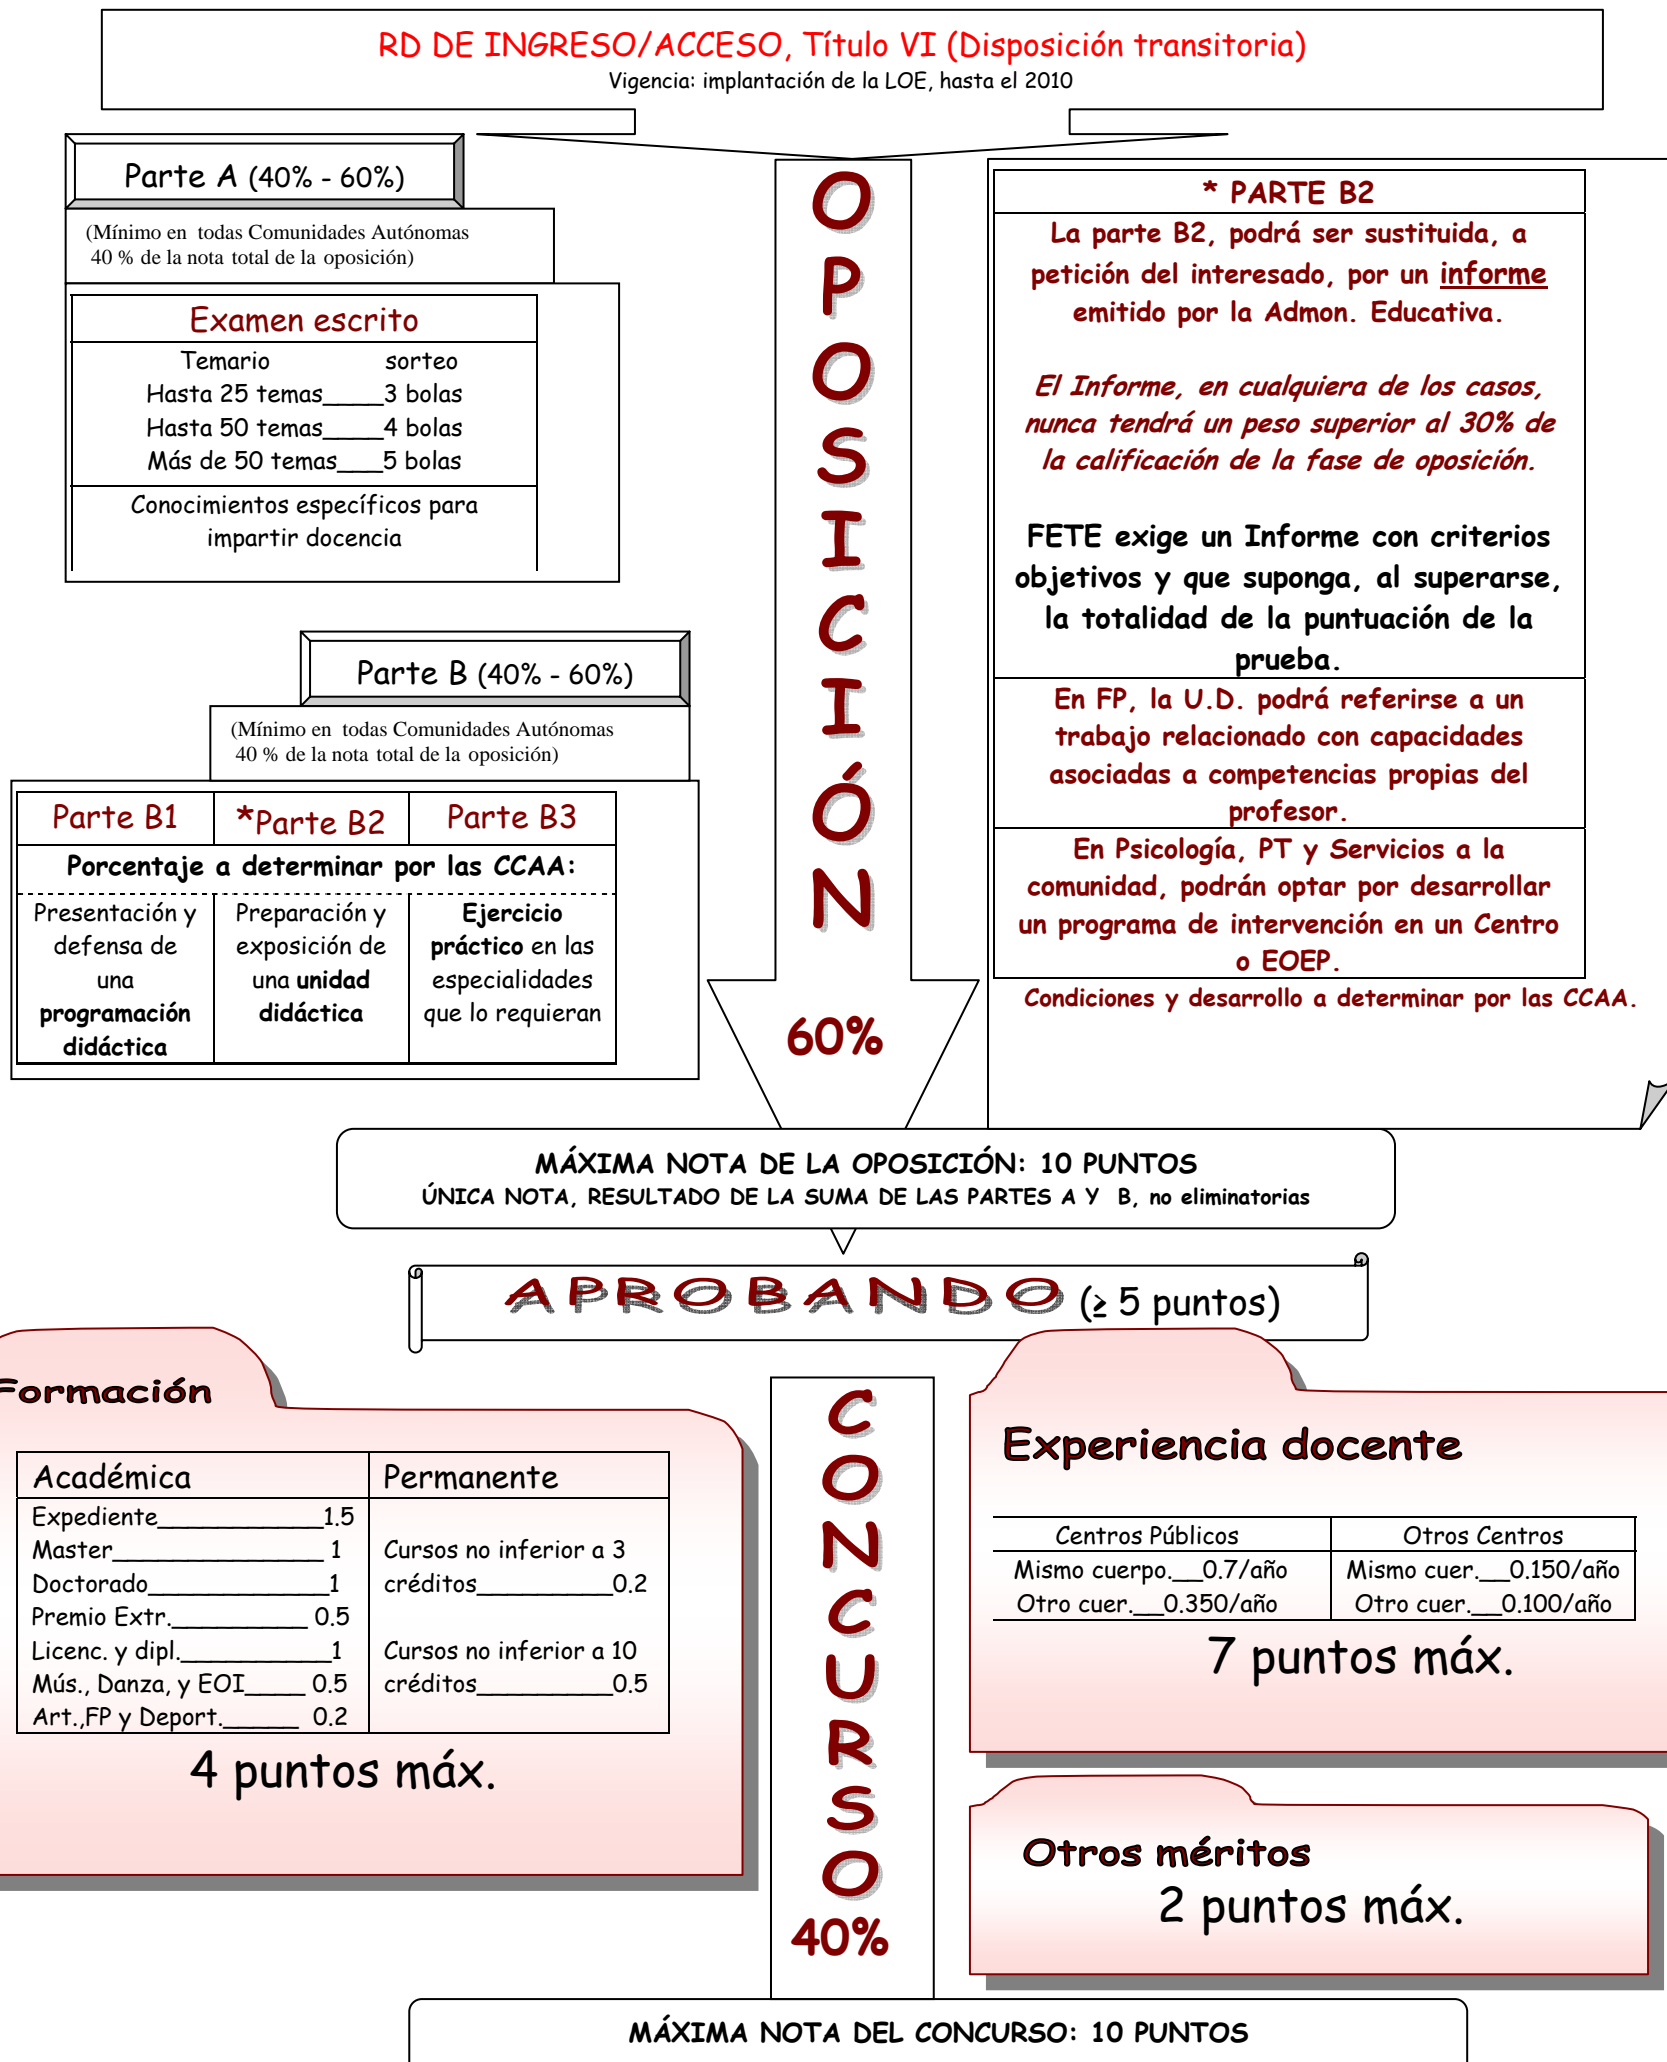 RD DE INGRESO/ACCESO, Título VI (Disposición transitoria)
Vigencia: implantación de la LOE, hasta el 2010
Parte A (40% - 60%)
(Mínimo en todas Comunidades Autónomas
40 % de la nota total de la oposición)
Examen escrito
Temario sorteo
Hasta 25 temas____3 bolas
Hasta 50 temas____4 bolas
Más de 50 temas___5 bolas
Conocimientos específicos para
impartir docencia
Parte B (40% - 60%)
(Mínimo en todas Comunidades Autónomas
40 % de la nota total de la oposición)
Parte B1 *Parte B2 Parte B3
Porcentaje a determinar por las CCAA:
Presentación y
defensa de
una
programación
didáctica
Preparación y
exposición de
una unidad
didáctica
Ejercicio
práctico en las
especialidades
que lo requieran
OPOSICIÓN
60%
* PARTE B2
La parte B2, podrá ser sustituida, a
petición del interesado, por un informe
emitido por la Admon. Educativa.
El Informe, en cualquiera de los casos,
nunca tendrá un peso superior al 30% de
la calificación de la fase de oposición.
FETE exige un Informe con criterios
objetivos y que suponga, al superarse,
la totalidad de la puntuación de la
prueba.
En FP, la U.D. podrá referirse a un
trabajo relacionado con capacidades
asociadas a competencias propias del
profesor.
En Psicología, PT y Servicios a la
comunidad, podrán optar por desarrollar
un programa de intervención en un Centro
o EOEP.
Condiciones y desarrollo a determinar por las CCAA.
MÁXIMA NOTA DE LA OPOSICIÓN: 10 PUNTOS
ÚNICA NOTA, RESULTADO DE LA SUMA DE LAS PARTES A Y B, no eliminatorias
APROBANDO (≥ 5 puntos)
Formación
Académica
Expediente___________1.5
Master______________ 1
Doctorado____________1
Premio Extr._________ 0.5
Licenc. y dipl.__________1
Mús., Danza, y EOI____ 0.5
Art.,FP y Deport._____ 0.2
Permanente
Cursos no inferior a 3
créditos_________0.2
Cursos no inferior a 10
créditos_________0.5
4 puntos máx.
CONCURSO
40%
Experiencia docente
Centros Públicos Otros Centros
Mismo cuerpo.__0.7/año Mismo cuer.__0.150/año
Otro cuer.__0.350/año Otro cuer.__0.100/año
7 puntos máx.
Otros méritos
2 puntos máx.
MÁXIMA NOTA DEL CONCURSO: 10 PUNTOS